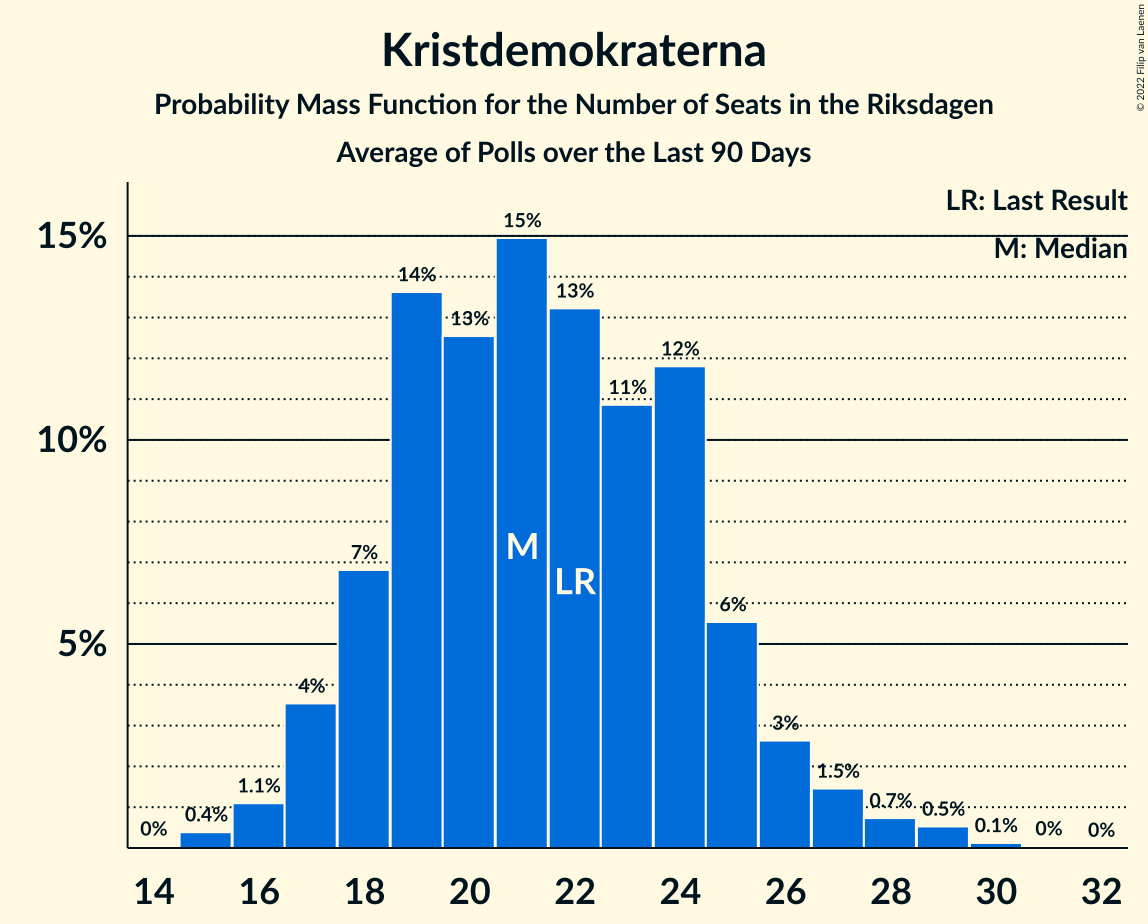 Kristdemokraterna
Probability Mass Function for the Number of Seats in the Riksdagen
Average of Polls over the Last 90 Days
© 2022 Filip van Laenen
LR: Last Result
M: Median
15%
10%
5%
0%
0.4%
1.1%
4%
7%
14%
13%
15%
13%
11%
12%
6%
3%
1.5%
0.7%
0.5%
0.1%
0%
0%
M
LR
14 16 18 20 22 24 26 28 30 32